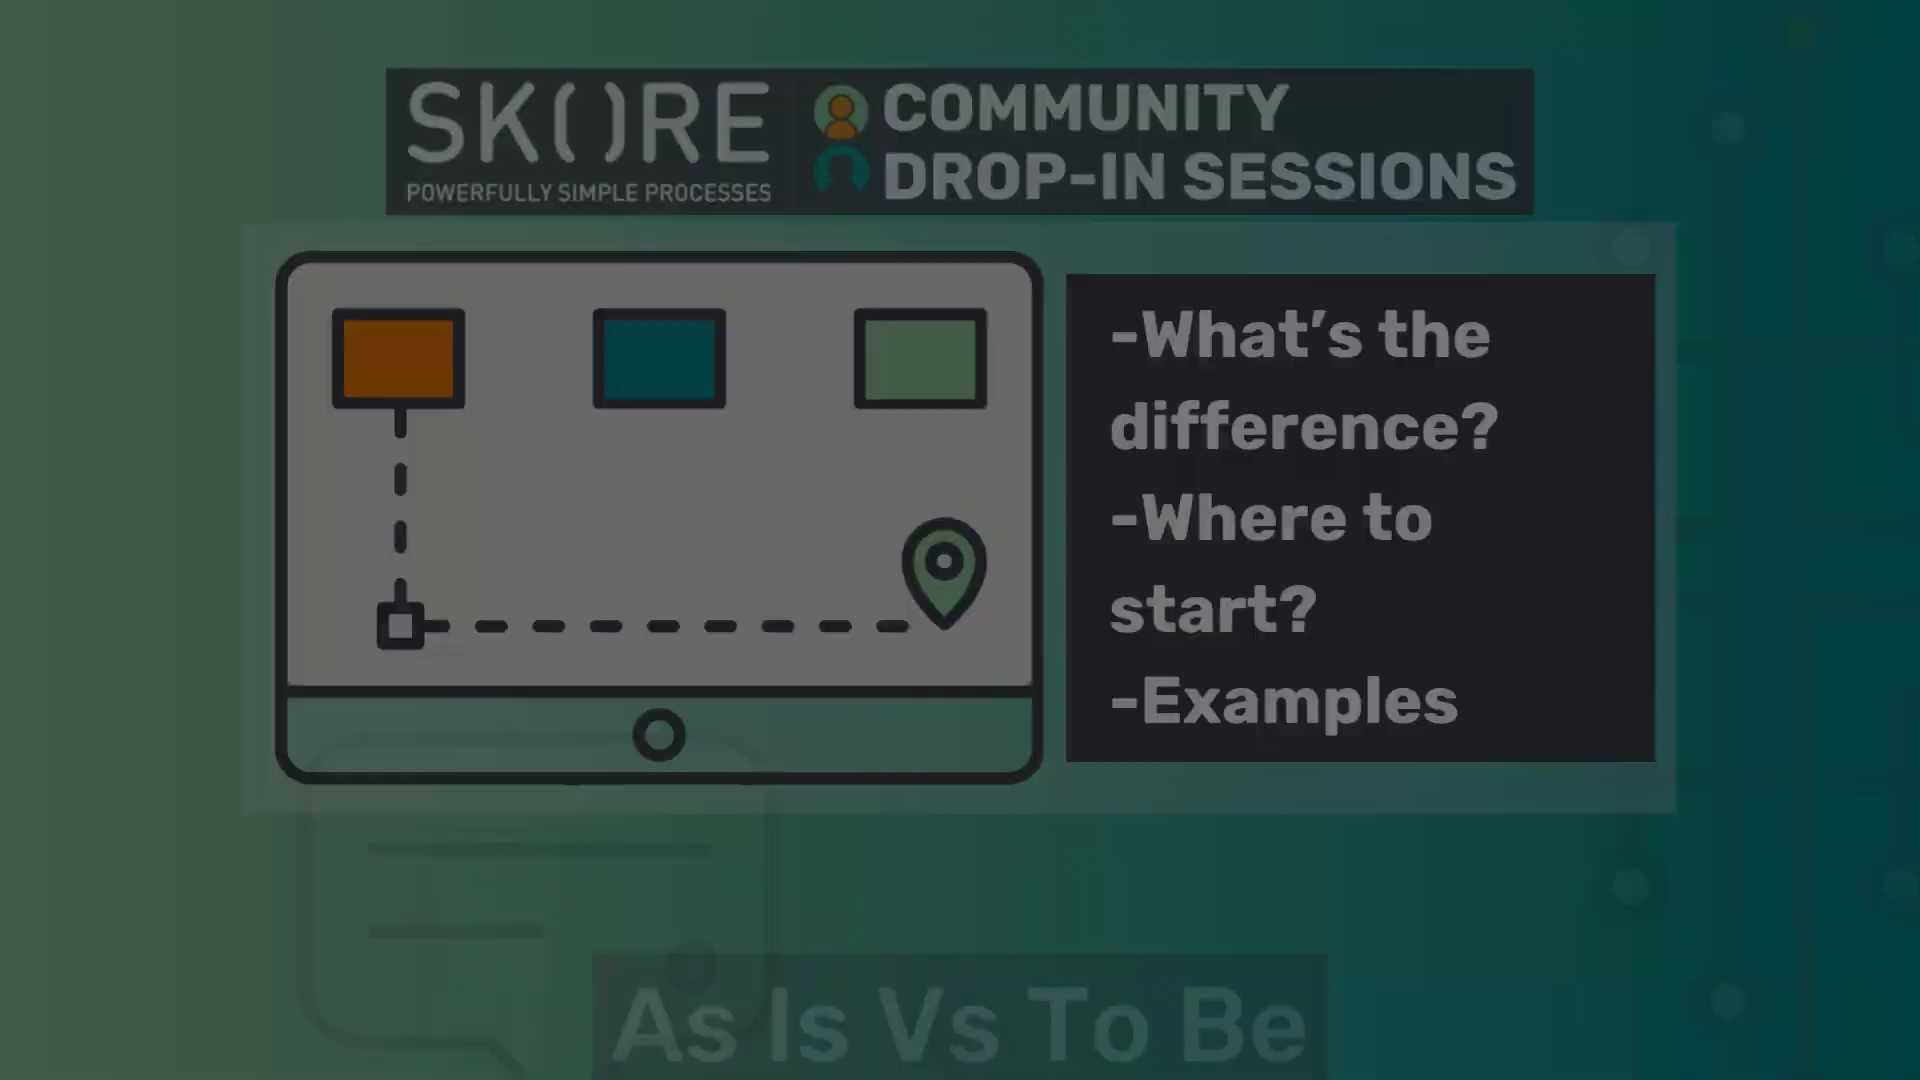 SK()RE
POWERFULLY SIMPLE PROCESSES
COMMUNITY
DROP-IN SESSIONS
-What's the
difference?
-Where to
start?
-Examples
As Is Vs To Be